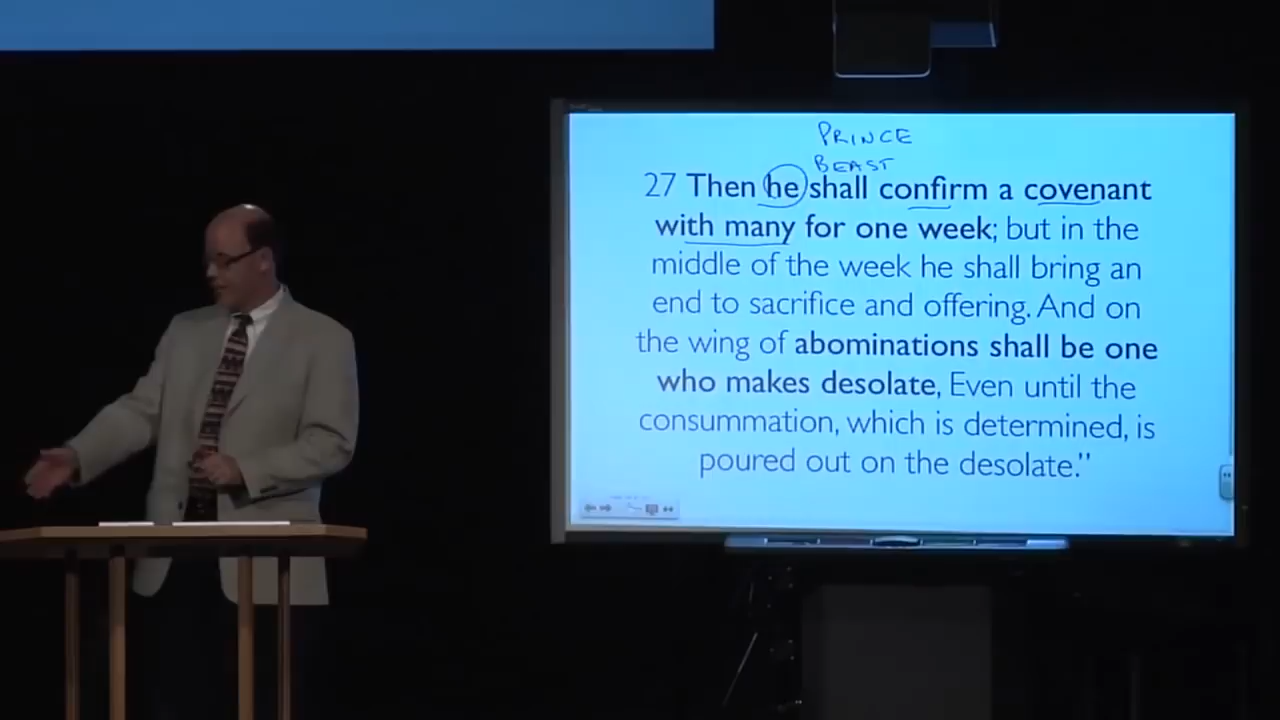 PRINCE
BEAST
27 Then he shall confirm a covenant
with many for one week; but in the
middle of the week he shall bring an
end to sacrifice and offering. And on
the wing of abominations shall be one
who makes desolate, Even until the
consummation, which is determined, is
poured out on the desolate."